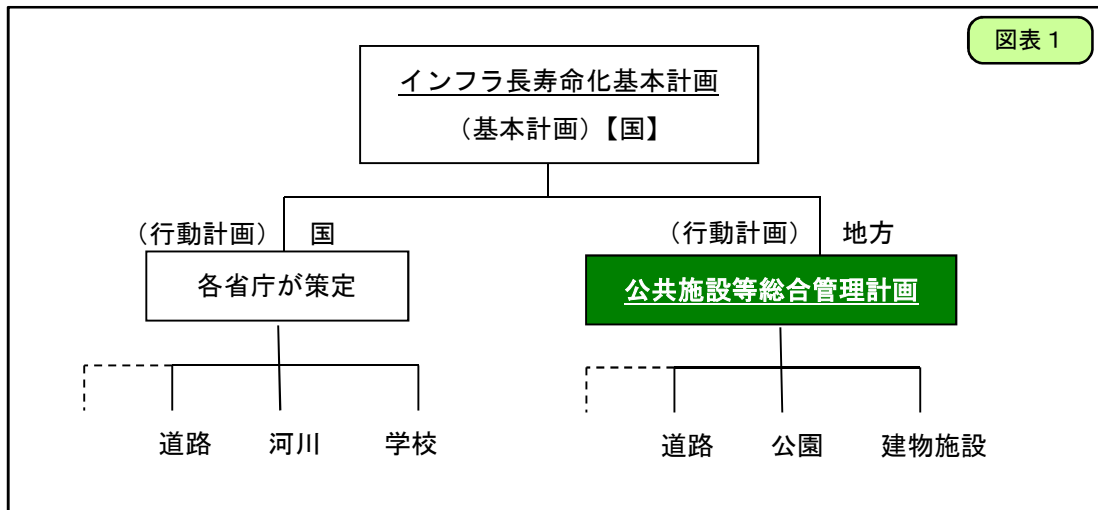 図表１
インフラ長寿命化基本計画
（基本計画）【国】
（行動計画） 国
（行動計画） 地方
各省庁が策定
公共施設等総合管理計画
道路 河川 学校
道路 公園 建物施設